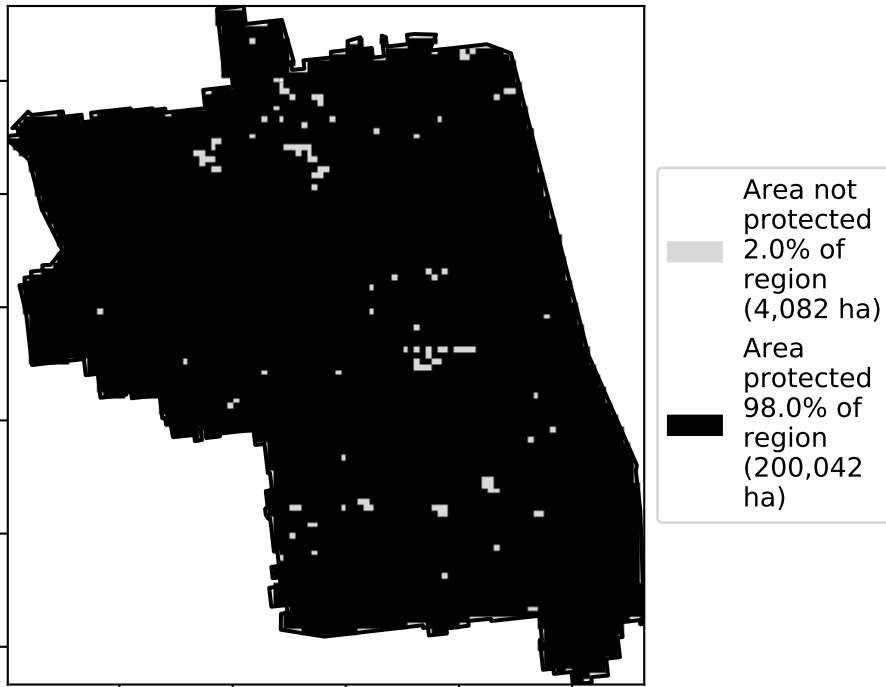 Area not
protected
2.0% of
region
(4,082 ha)
Area
protected
98.0% of
region
(200,042
ha)